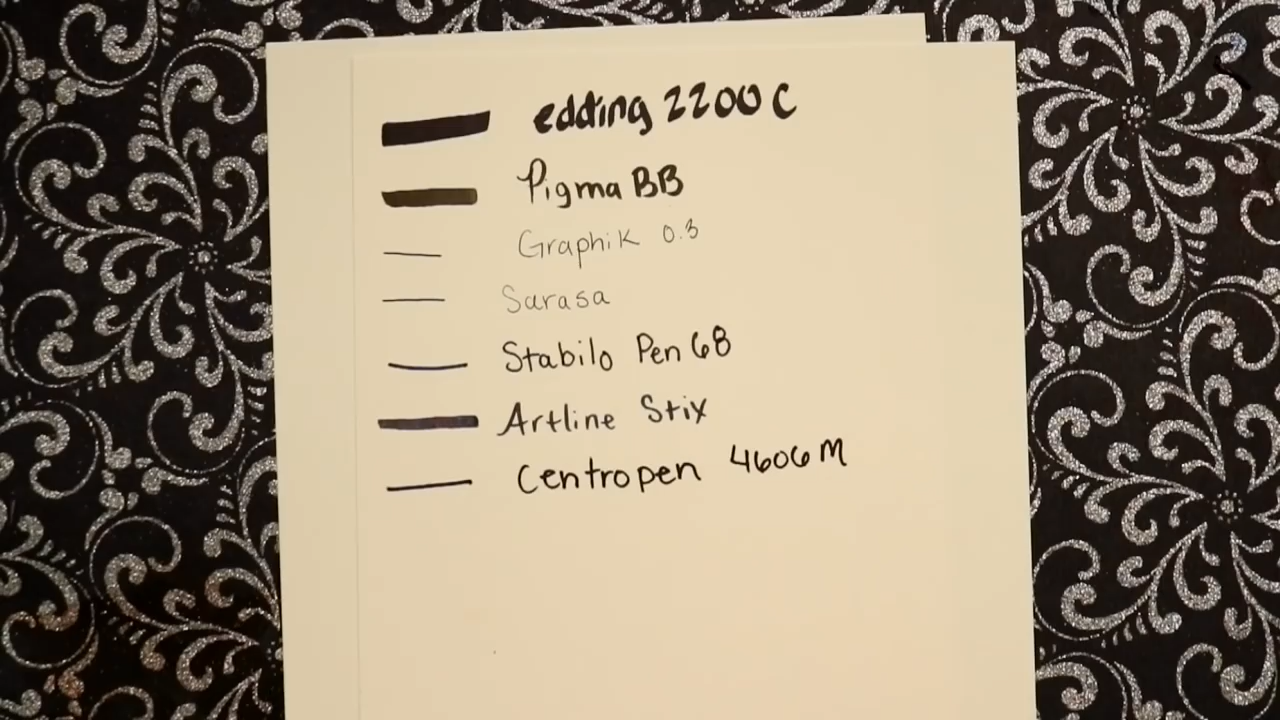 edding 2200 C
Pigma BB
Graphik 0.3
Sarasa
Stabilo Pen 68
Artline Stix
Centropen 4606 M